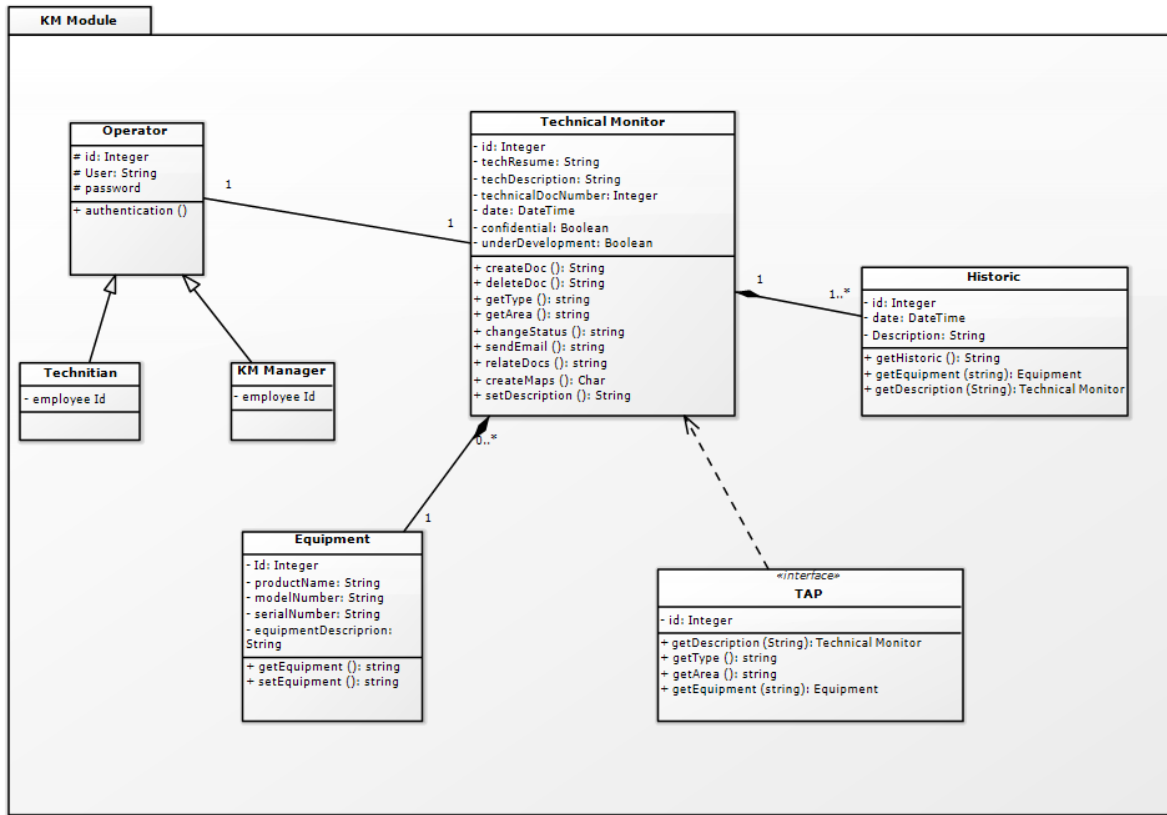 KM Module
Operator
# id: Integer
# User: String
# password
+ authentication ()
1
1
Technical Monitor
- id: Integer
- techResume: String
- techDescription: String
- technicalDocNumber: Integer
- date: DateTime
- confidential: Boolean
- underDevelopment: Boolean
+ createDoc (): String
+ deleteDoc (): String
+ getType (): string
+ getArea (): string
+ changeStatus (): string
+ sendEmail (): string
+ relateDocs (): string
+ createMaps (): Char
+ setDescription (): String
1
1..*
Historic
- id: Integer
- date: DateTime
- Description: String
+ getHistoric (): String
+ getEquipment (string): Equipment
+ getDescription (String): Technical Monitor
Technitian
- employee Id
KM Manager
- employee Id
0..*
1
Equipment
- Id: Integer
- productName: String
- modelNumber: String
- serialNumber: String
- equipmentDescriprion:
String
+ getEquipment (): string
+ setEquipment (): string
«interface»
TAP
- id: Integer
+ getDescription (String): Technical Monitor
+ getType (): string
+ getArea (): string
+ getEquipment (string): Equipment